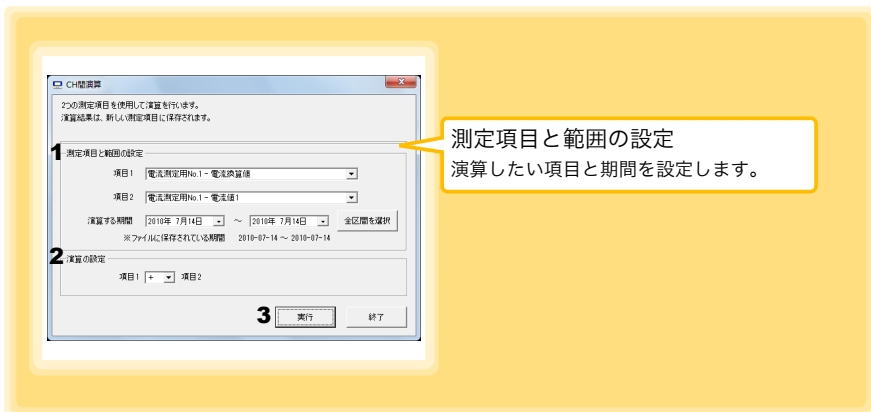 CH間演算
2つの測定項目を使用して演算を行います。
演算結果は、新しい測定項目に保存されます。
1
測定項目と範囲の設定
項目1 電流測定用No.1 - 電流換算値
項目2 電流測定用No.1 - 電流値1
演算する期間 2010年 7月14日 ～ 2010年 7月14日 全区間を選択
※ファイルに保存されている期間 2010-07-14 ～ 2010-07-14
2
演算の設定
項目1 + 項目2
3 実行 終了
測定項目と範囲の設定
演算したい項目と期間を設定します。